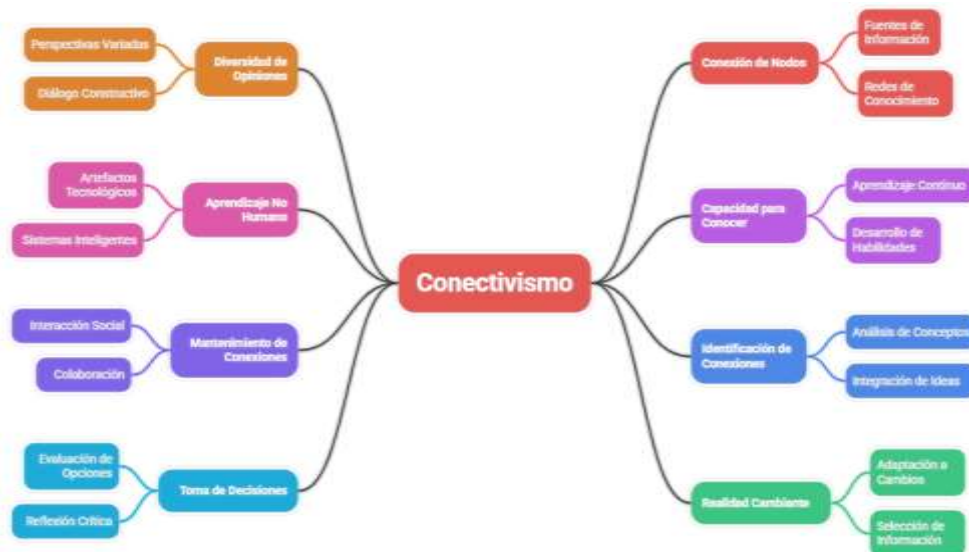 Conectivismo
Diversidad de
Opiniones
Perspectivas Variadas
Diálogo Constructivo
Aprendizaje No
Humano
Artefactos
Tecnológicos
Sistemas Inteligentes
Mantenimiento de
Conexiones
Interacción Social
Colaboración
Toma de Decisiones
Evaluación de
Opciones
Reflexión Crítica
Conexión de Nodos
Fuentes de
Información
Redes de
Conocimiento
Capacidad para
Conocer
Aprendizaje Continuo
Desarrollo de
Habilidades
Identificación de
Conexiones
Análisis de Conceptos
Integración de Ideas
Realidad Cambiante
Adaptación a
Cambios
Selección de
Información